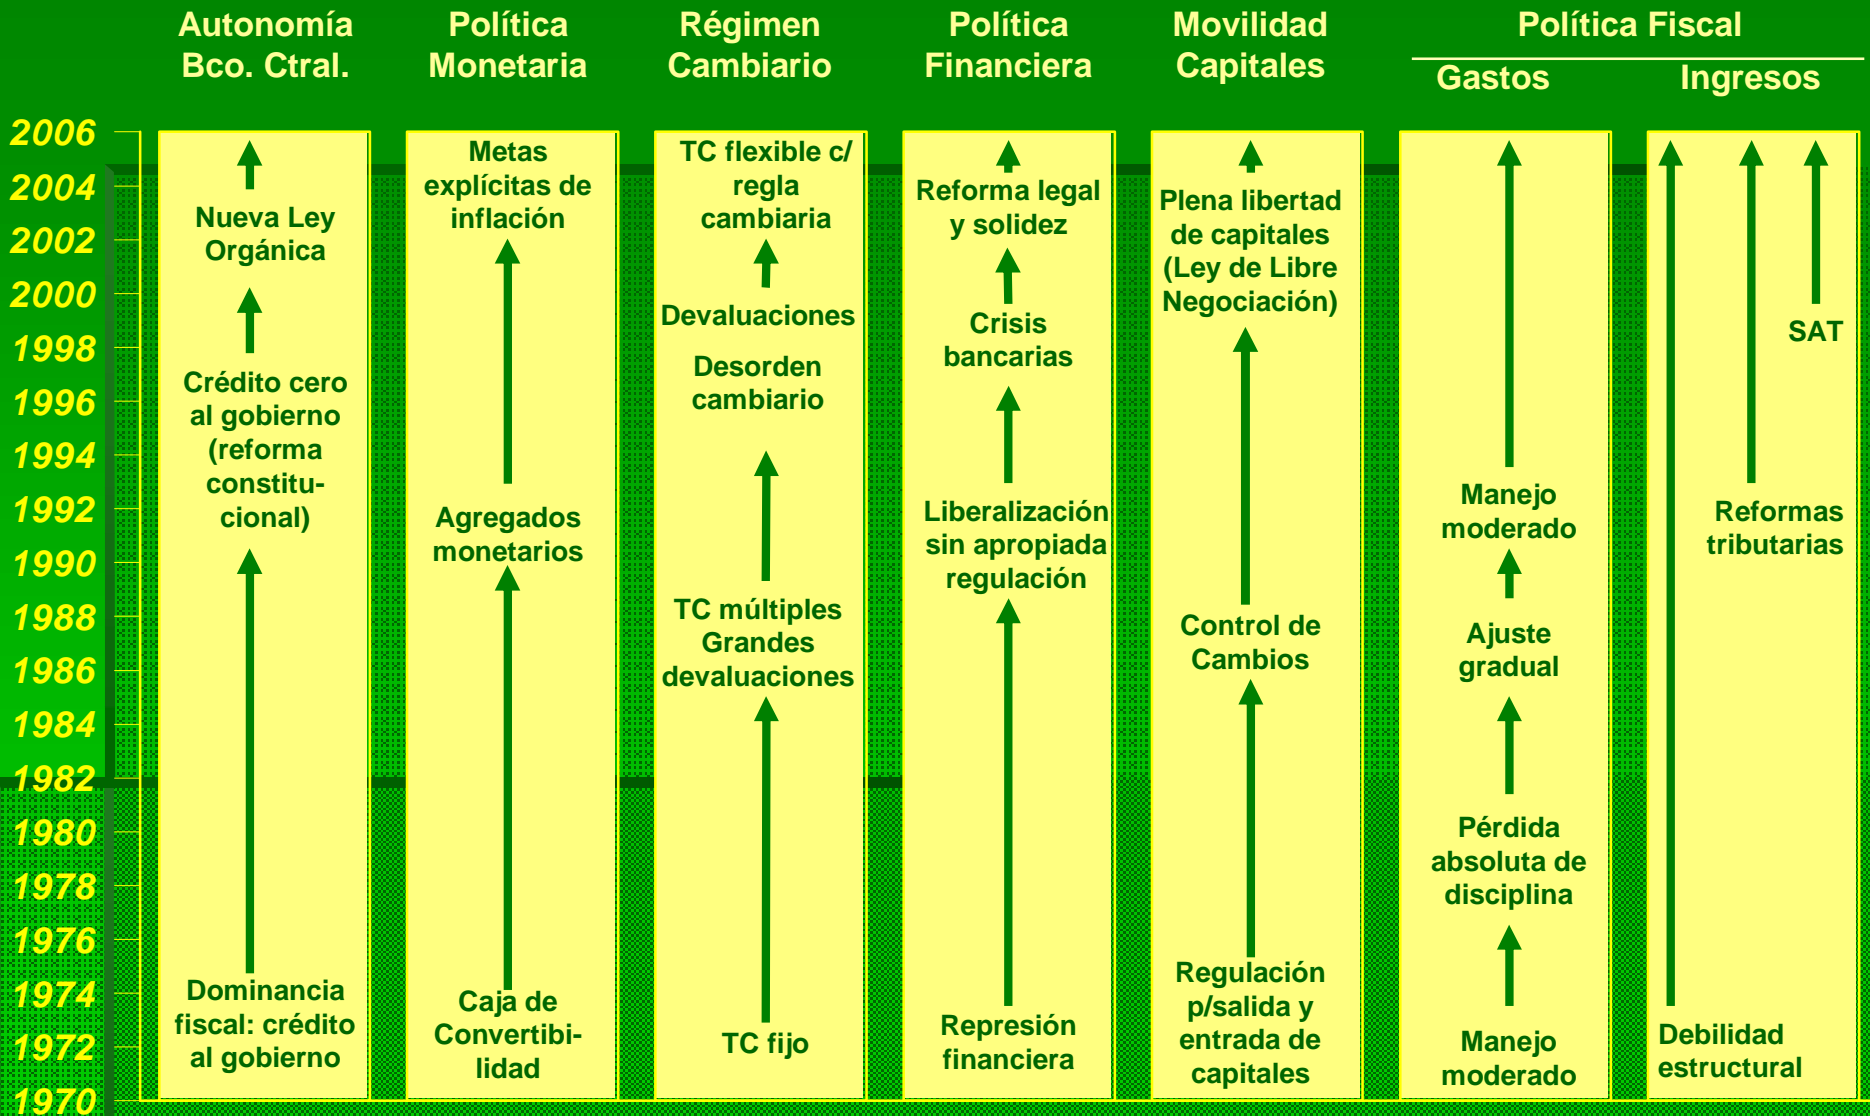 Autonomía
Bco. Ctral.
Política
Monetaria
Régimen
Cambiario
Política
Financiera
Movilidad
Capitales
Política Fiscal
Gastos
Ingresos
2006
2004
2002
2000
1998
1996
1994
1992
1990
1988
1986
1984
1982
1980
1978
1976
1974
1972
1970
Nueva Ley
Orgánica
Crédito cero
al gobierno
(reforma
constitu-
cional)
Dominancia
fiscal: crédito
al gobierno
Metas
explícitas de
inflación
Agregados
monetarios
Caja de
Convertibi-
lidad
TC flexible c/
regla
cambiaria
Devaluaciones
Desorden
cambiario
TC múltiples
Grandes
devaluaciones
TC fijo
Reforma legal
y solidez
Crisis
bancarias
Liberalización
sin apropiada
regulación
Represión
financiera
Plena libertad
de capitales
(Ley de Libre
Negociación)
Control de
Cambios
Regulación
p/salida y
entrada de
capitales
Manejo
moderado
Ajuste
gradual
Pérdida
absoluta de
disciplina
Manejo
moderado
SAT
Reformas
tributarias
Debilidad
estructural